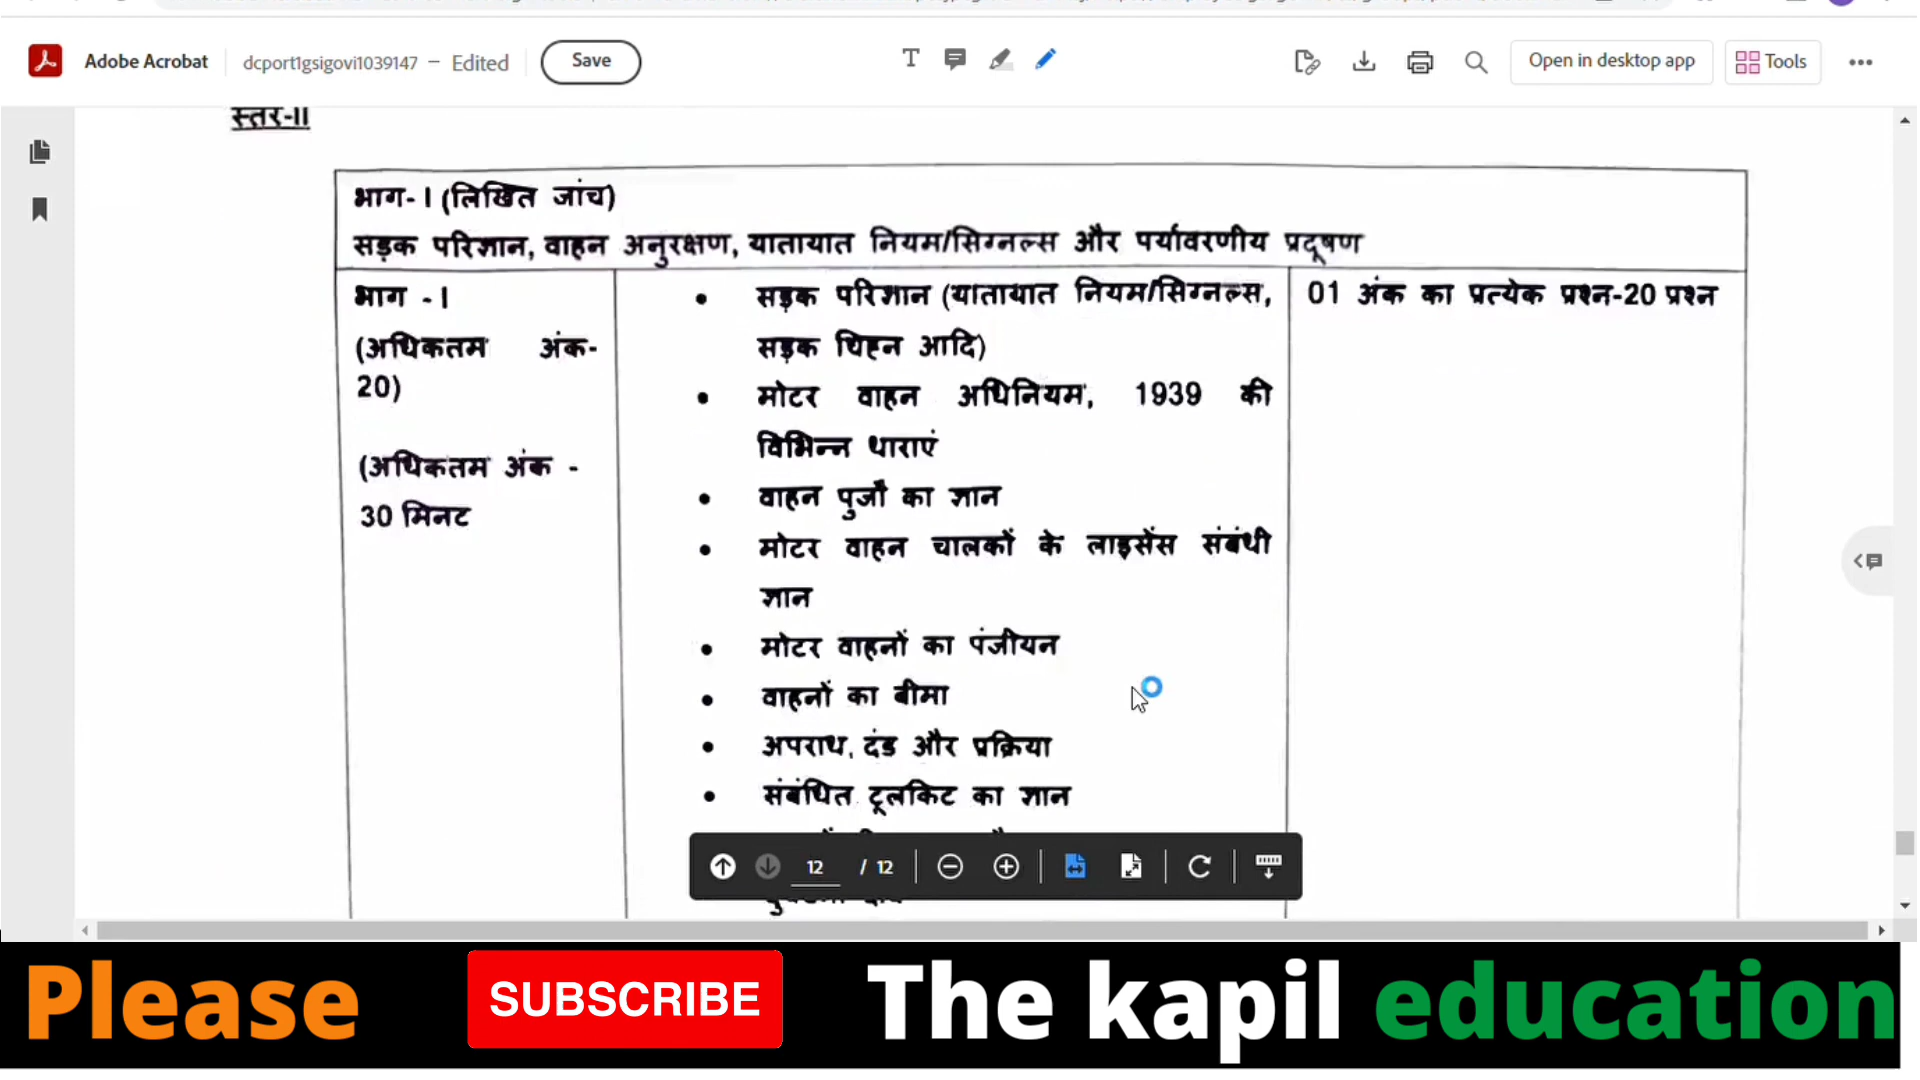 Adobe Acrobat
dcport1gsigovi1039147 – Edited
Save
Open in desktop app
Tools
स्तर-II
भाग- I (लिखित जांच)
सड़क परिज्ञान, वाहन अनुरक्षण, यातायात नियम/सिग्नल्स और पर्यावरणीय प्रदूषण
भाग -I
(अधिकतम अंक-
20)
(अधिकतम अंक -
30 मिनट
• सड़क परिज्ञान (यातायात नियम/सिग्नल्स,
सड़क चिह्न आदि)
• मोटर वाहन अधिनियम, 1939 की
विभिन्न धाराएं
• वाहन पुर्जो का ज्ञान
• मोटर वाहन चालकों के लाइसेंस संबंधी
ज्ञान
• मोटर वाहनों का पंजीयन
• वाहनों का बीमा
• अपराध, दंड और प्रक्रिया
• संबंधित टूलकिट का ज्ञान
01 अंक का प्रत्येक प्रश्न-20 प्रश्न
12 / 12
Please SUBSCRIBE The kapil education